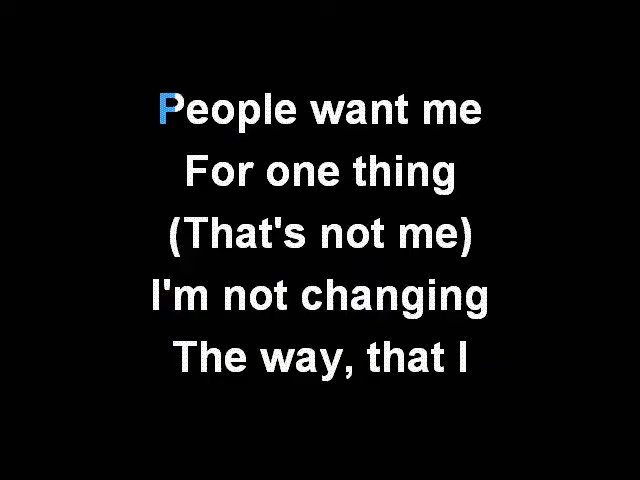 People want me
For one thing
(That's not me)
I'm not changing
The way, that I